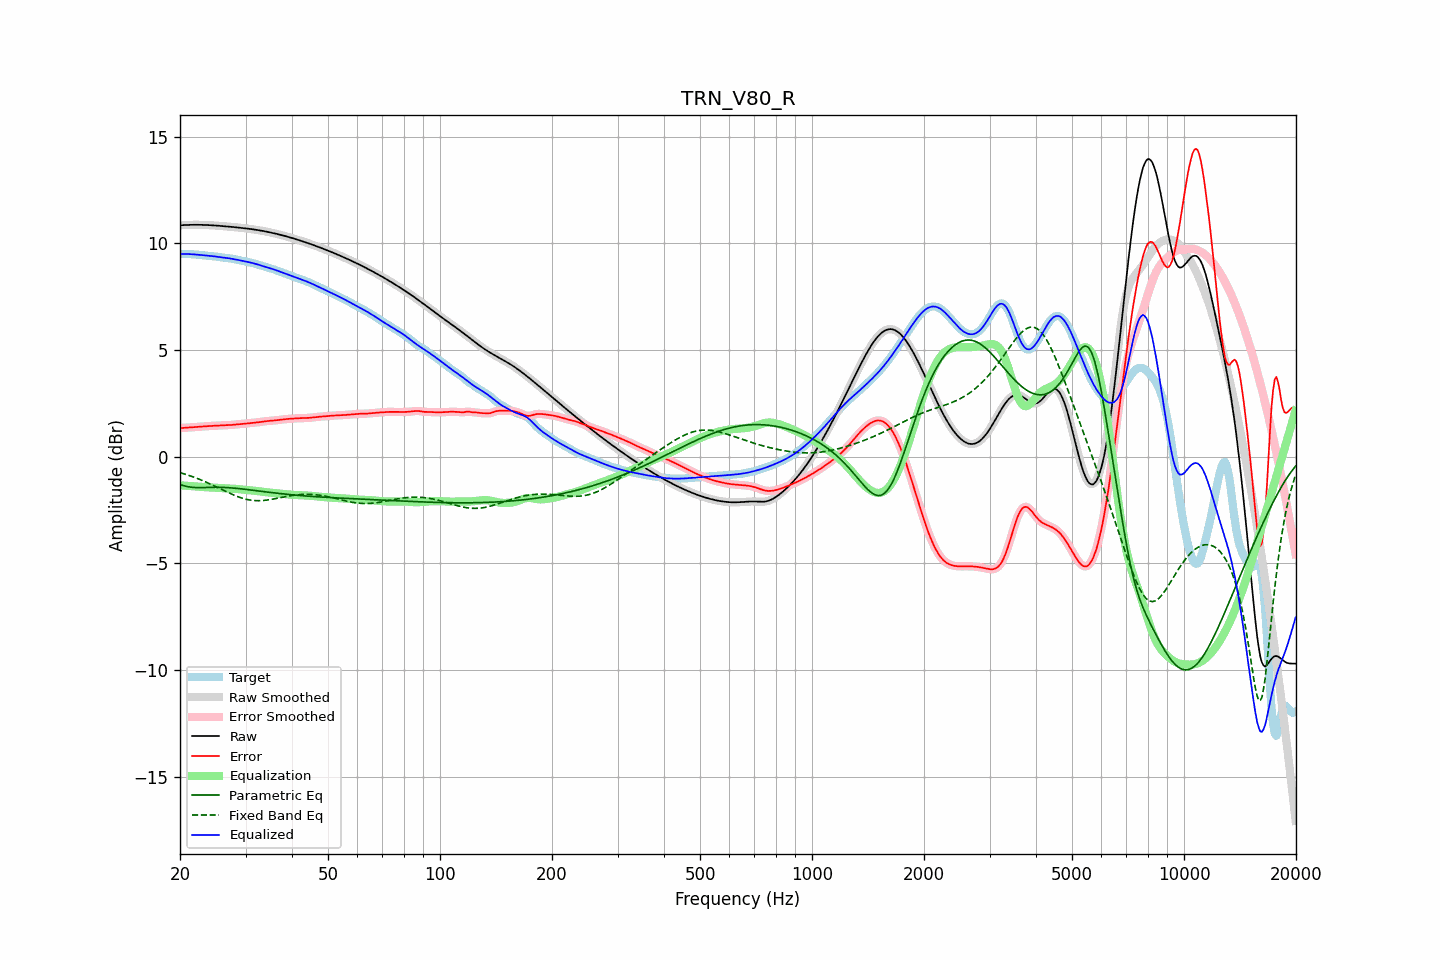 TRN_V80_R
Amplitude (dBr)
15
10
5
0
−5
−10
−15
Target
Raw Smoothed
Error Smoothed
Raw
Error
Equalization
Parametric Eq
Fixed Band Eq
Equalized
20 50 100 200 500 1000 2000 5000 10000 20000
Frequency (Hz)